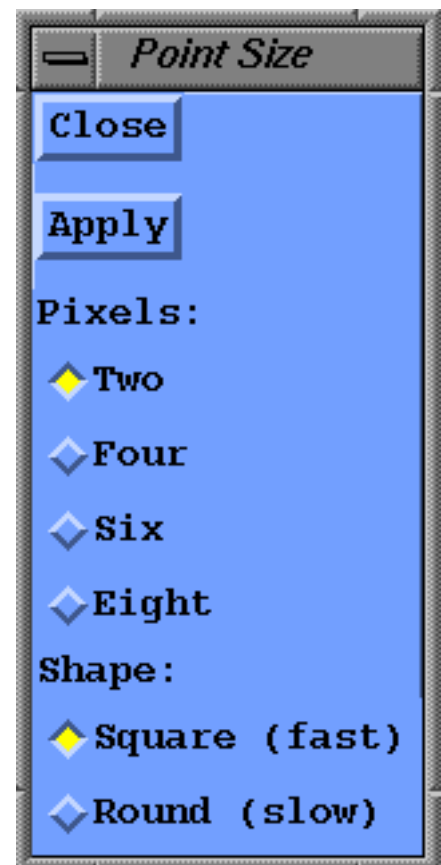 Point Size
Close
Apply
Pixels:
Two
Four
Six
Eight
Shape:
Square (fast)
Round (slow)